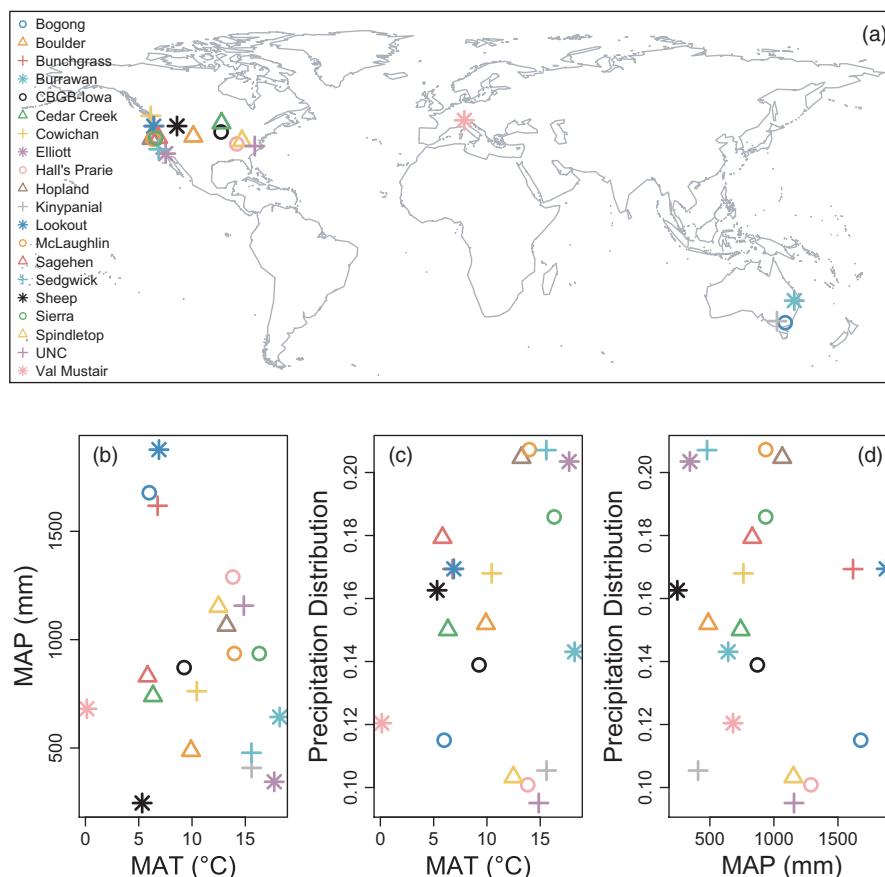 (a)
Bogong
Boulder
Bunchgrass
Burrawan
CBGB-Iowa
Cedar Creek
Cowichan
Elliott
Hall's Prarie
Hopland
Kinypanial
Lookout
McLaughlin
Sagehen
Sedgwick
Sheep
Sierra
Spindletop
UNC
Val Mustair
(b)
MAP (mm)
500 1000 1500
0 5 10 15
MAT (°C)
(c)
Precipitation Distribution
0.10 0.12 0.14 0.16 0.18 0.20
0 5 10 15
MAT (°C)
(d)
Precipitation Distribution
0.10 0.12 0.14 0.16 0.18 0.20
500 1000 1500
MAP (mm)